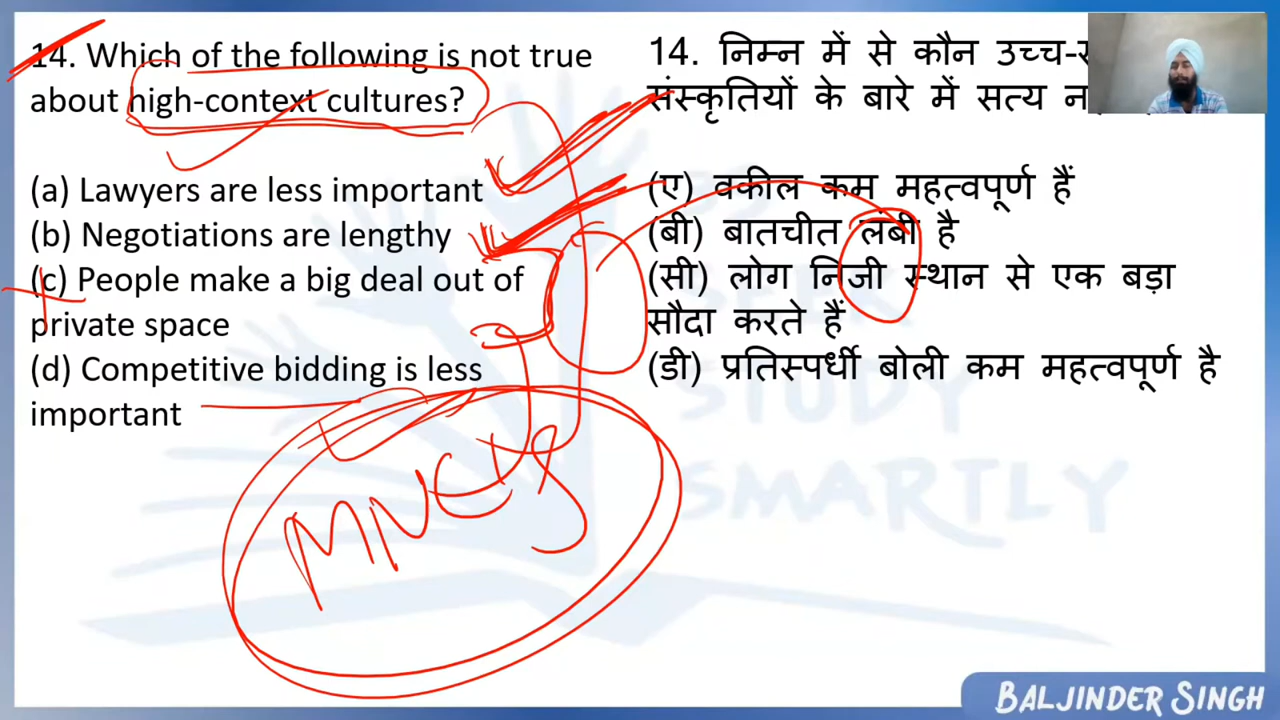 14. Which of the following is not true
about high-context cultures?
(a) Lawyers are less important
(b) Negotiations are lengthy
(c) People make a big deal out of
private space
(d) Competitive bidding is less
important
14. निम्न में से कौन उच्च-
संस्कृतियों के बारे में सत्य
(ए) वकील कम महत्वपूर्ण हैं
(बी) बातचीत लंबी है
(सी) लोग निजी स्थान से एक बड़ा
सौदा करते हैं
(डी) प्रतिस्पर्धी बोली कम महत्वपूर्ण है
MNC's
STUDY
SMARTLY
BALJINDER SINGH